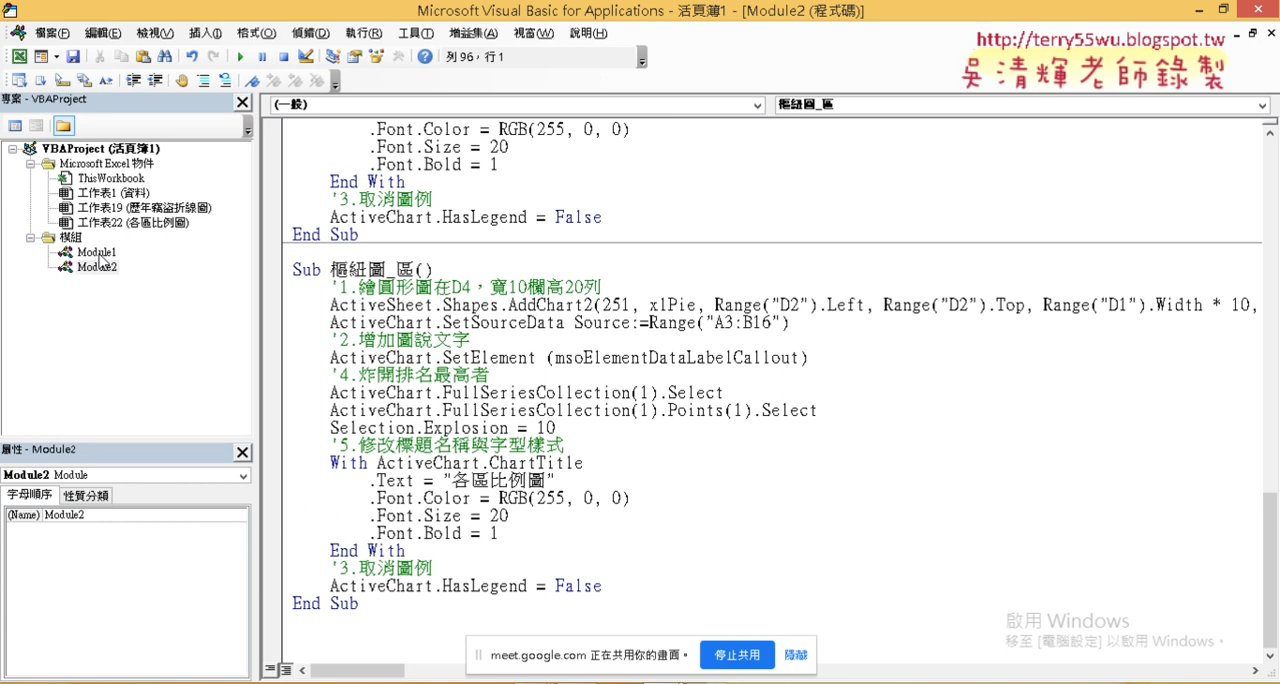 Microsoft Visual Basic for Applications - 活頁簿1 - [Module2 (程式碼)]
檔案(F) 編輯(E) 檢視(V) 插入(I) 格式(O) 偵錯(D) 執行(R) 工具(T) 增益集(A) 視窗(W) 說明(H)
http://terry55wu.blogspot.tw
吳清輝老師錄製
列 96，行 1
專案 - VBAProject
(一般)
樞紐圖_區
VBAProject (活頁簿1)
Microsoft Excel 物件
ThisWorkbook
工作表1 (資料)
工作表19 (歷年竊盜折線圖)
工作表22 (各區比例圖)
模組
Module1
Module2
屬性 - Module2
Module2 Module
字母順序 性質分類
(Name) Module2
.Font.Color = RGB(255, 0, 0)
.Font.Size = 20
.Font.Bold = 1
End With
'3.取消圖例
ActiveChart.HasLegend = False
End Sub
Sub 樞紐圖_區()
'1.繪圓形圖在D4，寬10欄高20列
ActiveSheet.Shapes.AddChart2(251, xlPie, Range("D2").Left, Range("D2").Top, Range("D1").Width * 10,
ActiveChart.SetSourceData Source:=Range("A3:B16")
'2.增加圖說文字
ActiveChart.SetElement (msoElementDataLabelCallout)
'4.炸開排名最高者
ActiveChart.FullSeriesCollection(1).Select
ActiveChart.FullSeriesCollection(1).Points(1).Select
Selection.Explosion = 10
'5.修改標題名稱與字型樣式
With ActiveChart.ChartTitle
.Text = "各區比例圖"
.Font.Color = RGB(255, 0, 0)
.Font.Size = 20
.Font.Bold = 1
End With
'3.取消圖例
ActiveChart.HasLegend = False
End Sub
啟用 Windows
移至 [電腦設定] 以啟用 Windows。
meet.google.com 正在共用你的畫面。 停止共用 隱藏